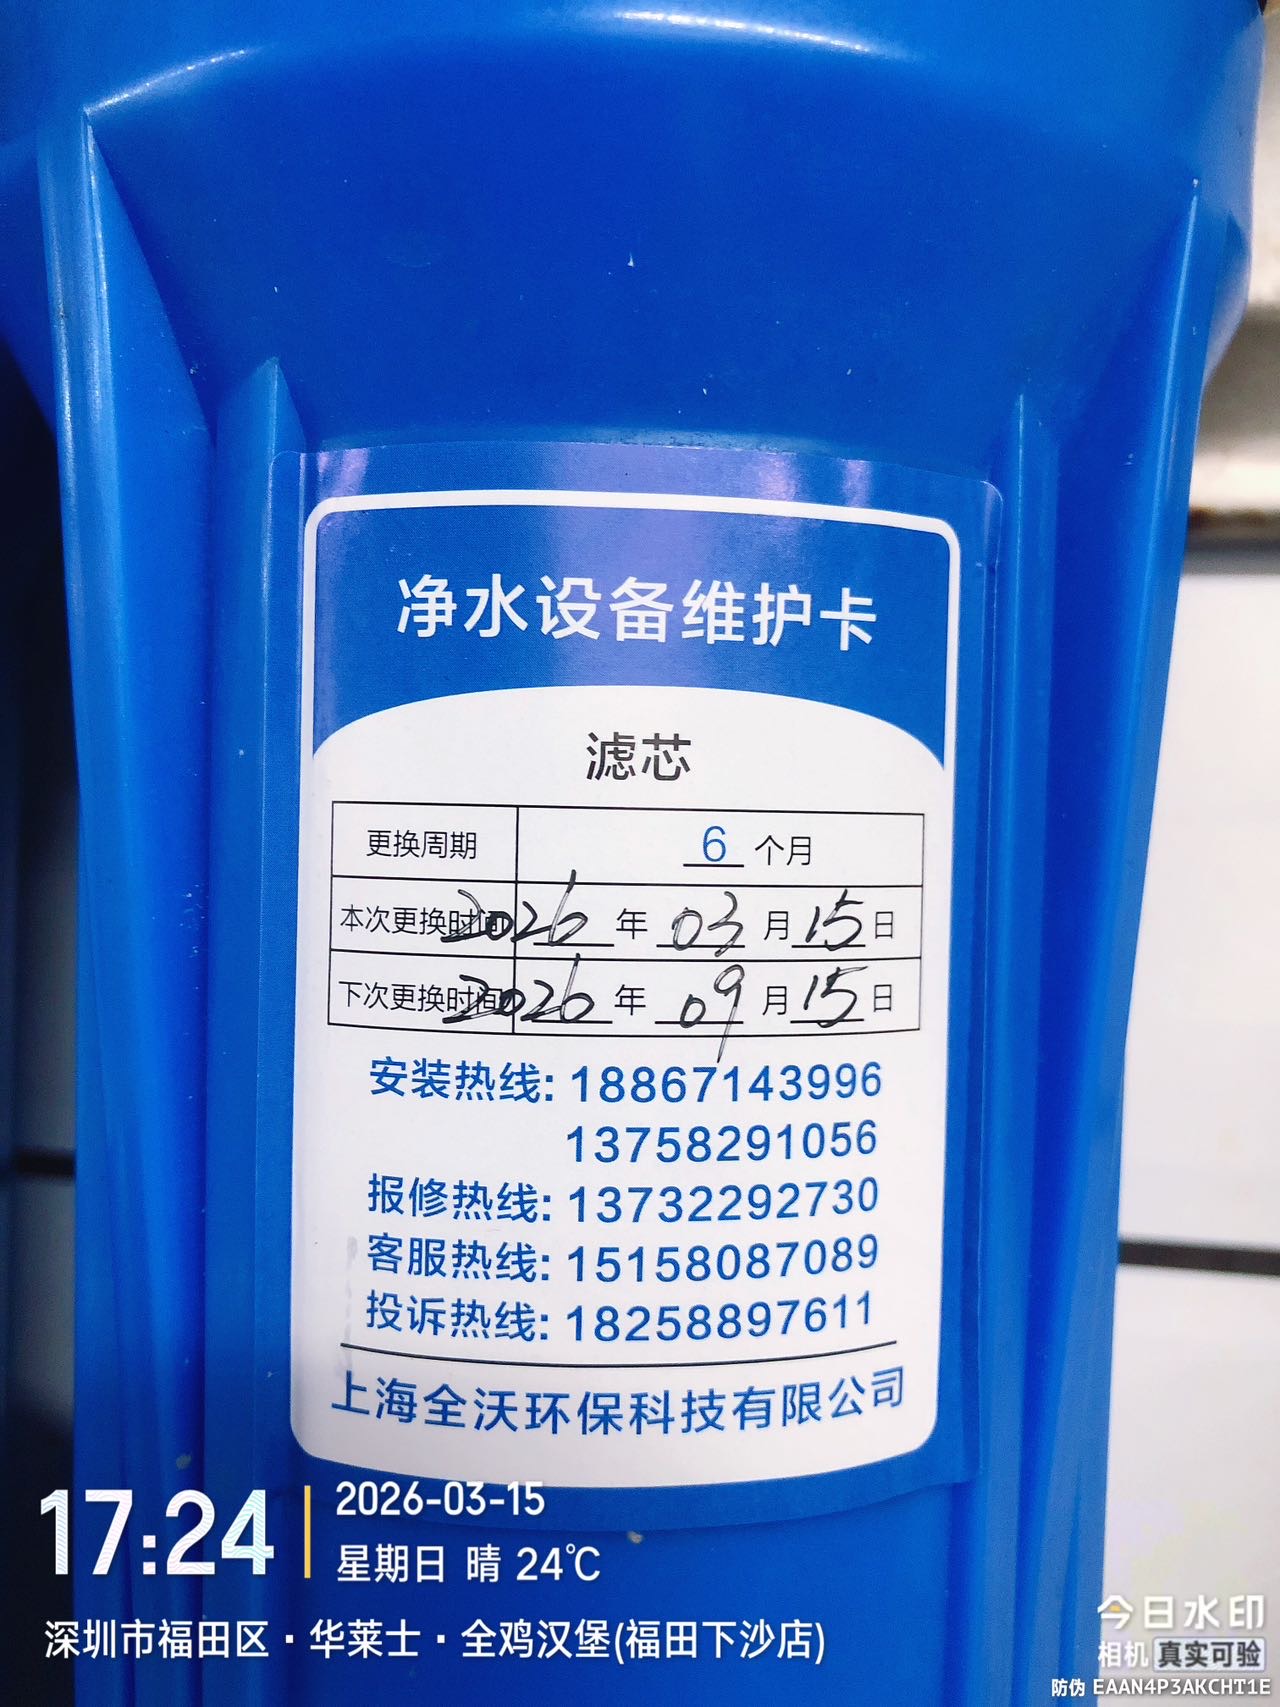 净水设备维护卡
滤芯
更换周期 6 个月
本次更换时间 2026 年 03 月 15 日
下次更换时间 2026 年 09 月 15 日
安装热线: 18867143996
13758291056
报修热线: 13732292730
客服热线: 15158087089
投诉热线: 18258897611
上海全沃环保科技有限公司
17:24
2026-03-15
星期日 晴 24℃
深圳市福田区·华莱士·全鸡汉堡(福田下沙店)
今日水印
相机 真实可验
防伪 EAAN4P3AKCHT1E